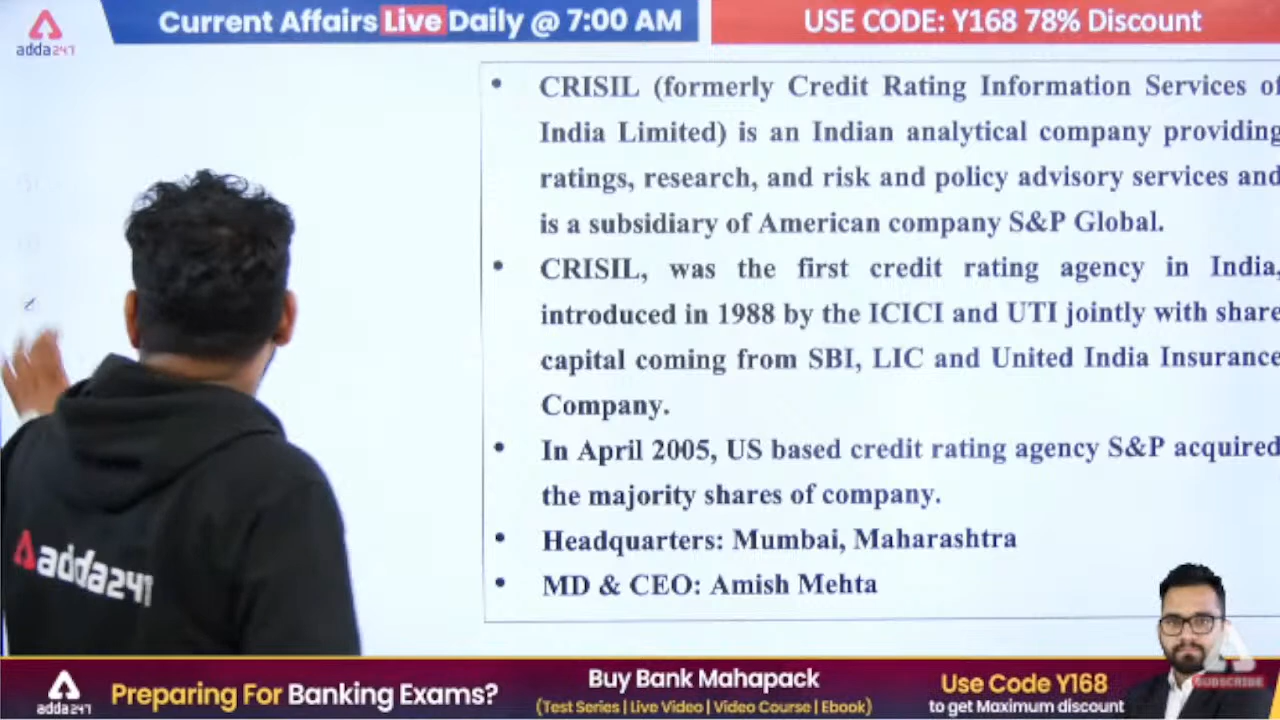 adda247
Current Affairs Live Daily @ 7:00 AM
USE CODE: Y168 78% Discount
• CRISIL (formerly Credit Rating Information Services of
India Limited) is an Indian analytical company providing
ratings, research, and risk and policy advisory services and
is a subsidiary of American company S&P Global.
• CRISIL, was the first credit rating agency in India,
introduced in 1988 by the ICICI and UTI jointly with share
capital coming from SBI, LIC and United India Insurance
Company.
• In April 2005, US based credit rating agency S&P acquired
the majority shares of company.
• Headquarters: Mumbai, Maharashtra
• MD & CEO: Amish Mehta
adda247
SUBSCRIBE
adda247
Preparing For Banking Exams?
Buy Bank Mahapack
(Test Series | Live Video | Video Course | Ebook)
Use Code Y168
to get Maximum discount